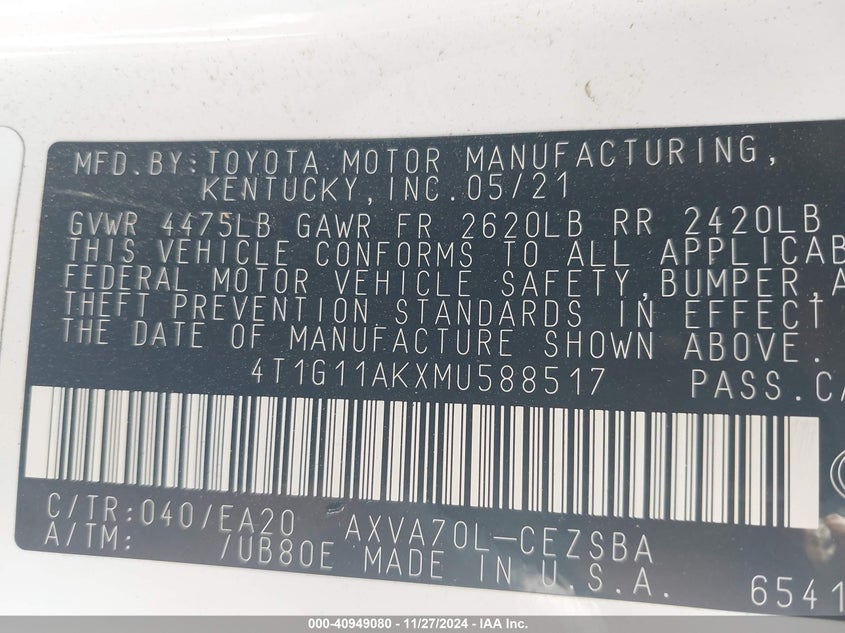 MFD.BY:TOYOTA MOTOR MANUFACTURING,
KENTUCKY,INC.05/21
GVWR 4475LB GAWR FR 2620LB RR 2420LB
THIS VEHICLE CONFORMS TO ALL APPLICAB
FEDERAL MOTOR VEHICLE SAFETY,BUMPER,A
THEFT PREVENTION STANDARDS IN EFFECT
THE DATE OF MANUFACTURE SHOWN ABOVE.
4T1G11AKXMU588517 PASS.CA
C/TR:040/EA20 AXVA70L-CEZSBA
A/TM: /UB80E MADE IN U.S.A. 6541
000-40949080 - 11/27/2024 - IAA Inc.